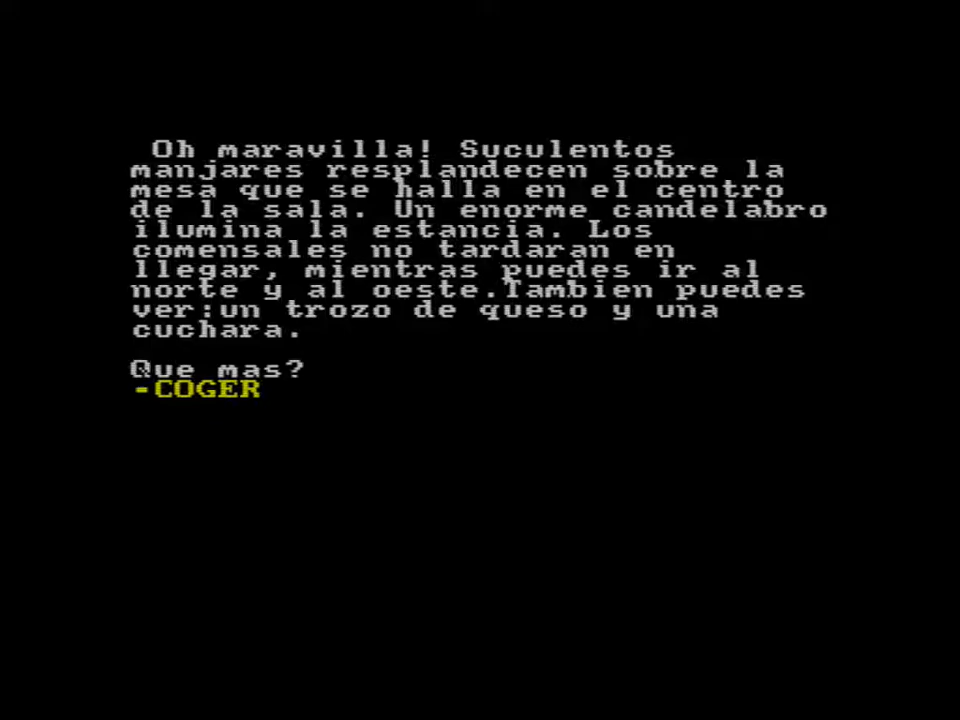 Oh maravilla! Suculentos
manjares resplandecen sobre la
mesa que se halla en el centro
de la sala. Un enorme candelabro
ilumina la estancia. Los
comensales no tardaran en
llegar, mientras puedes ir al
norte y al oeste.Tambien puedes
ver:un trozo de queso y una
cuchara.
Que mas?
-COGER